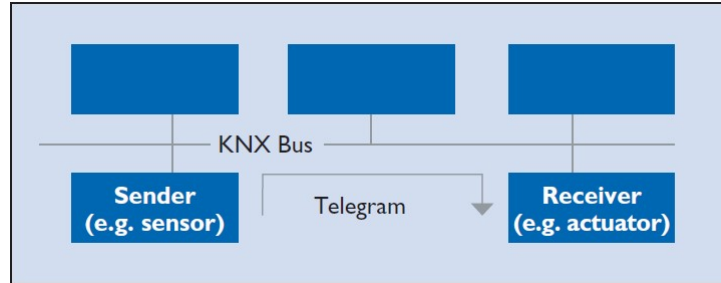 KNX Bus
Sender
(e.g. sensor)
Telegram
Receiver
(e.g. actuator)